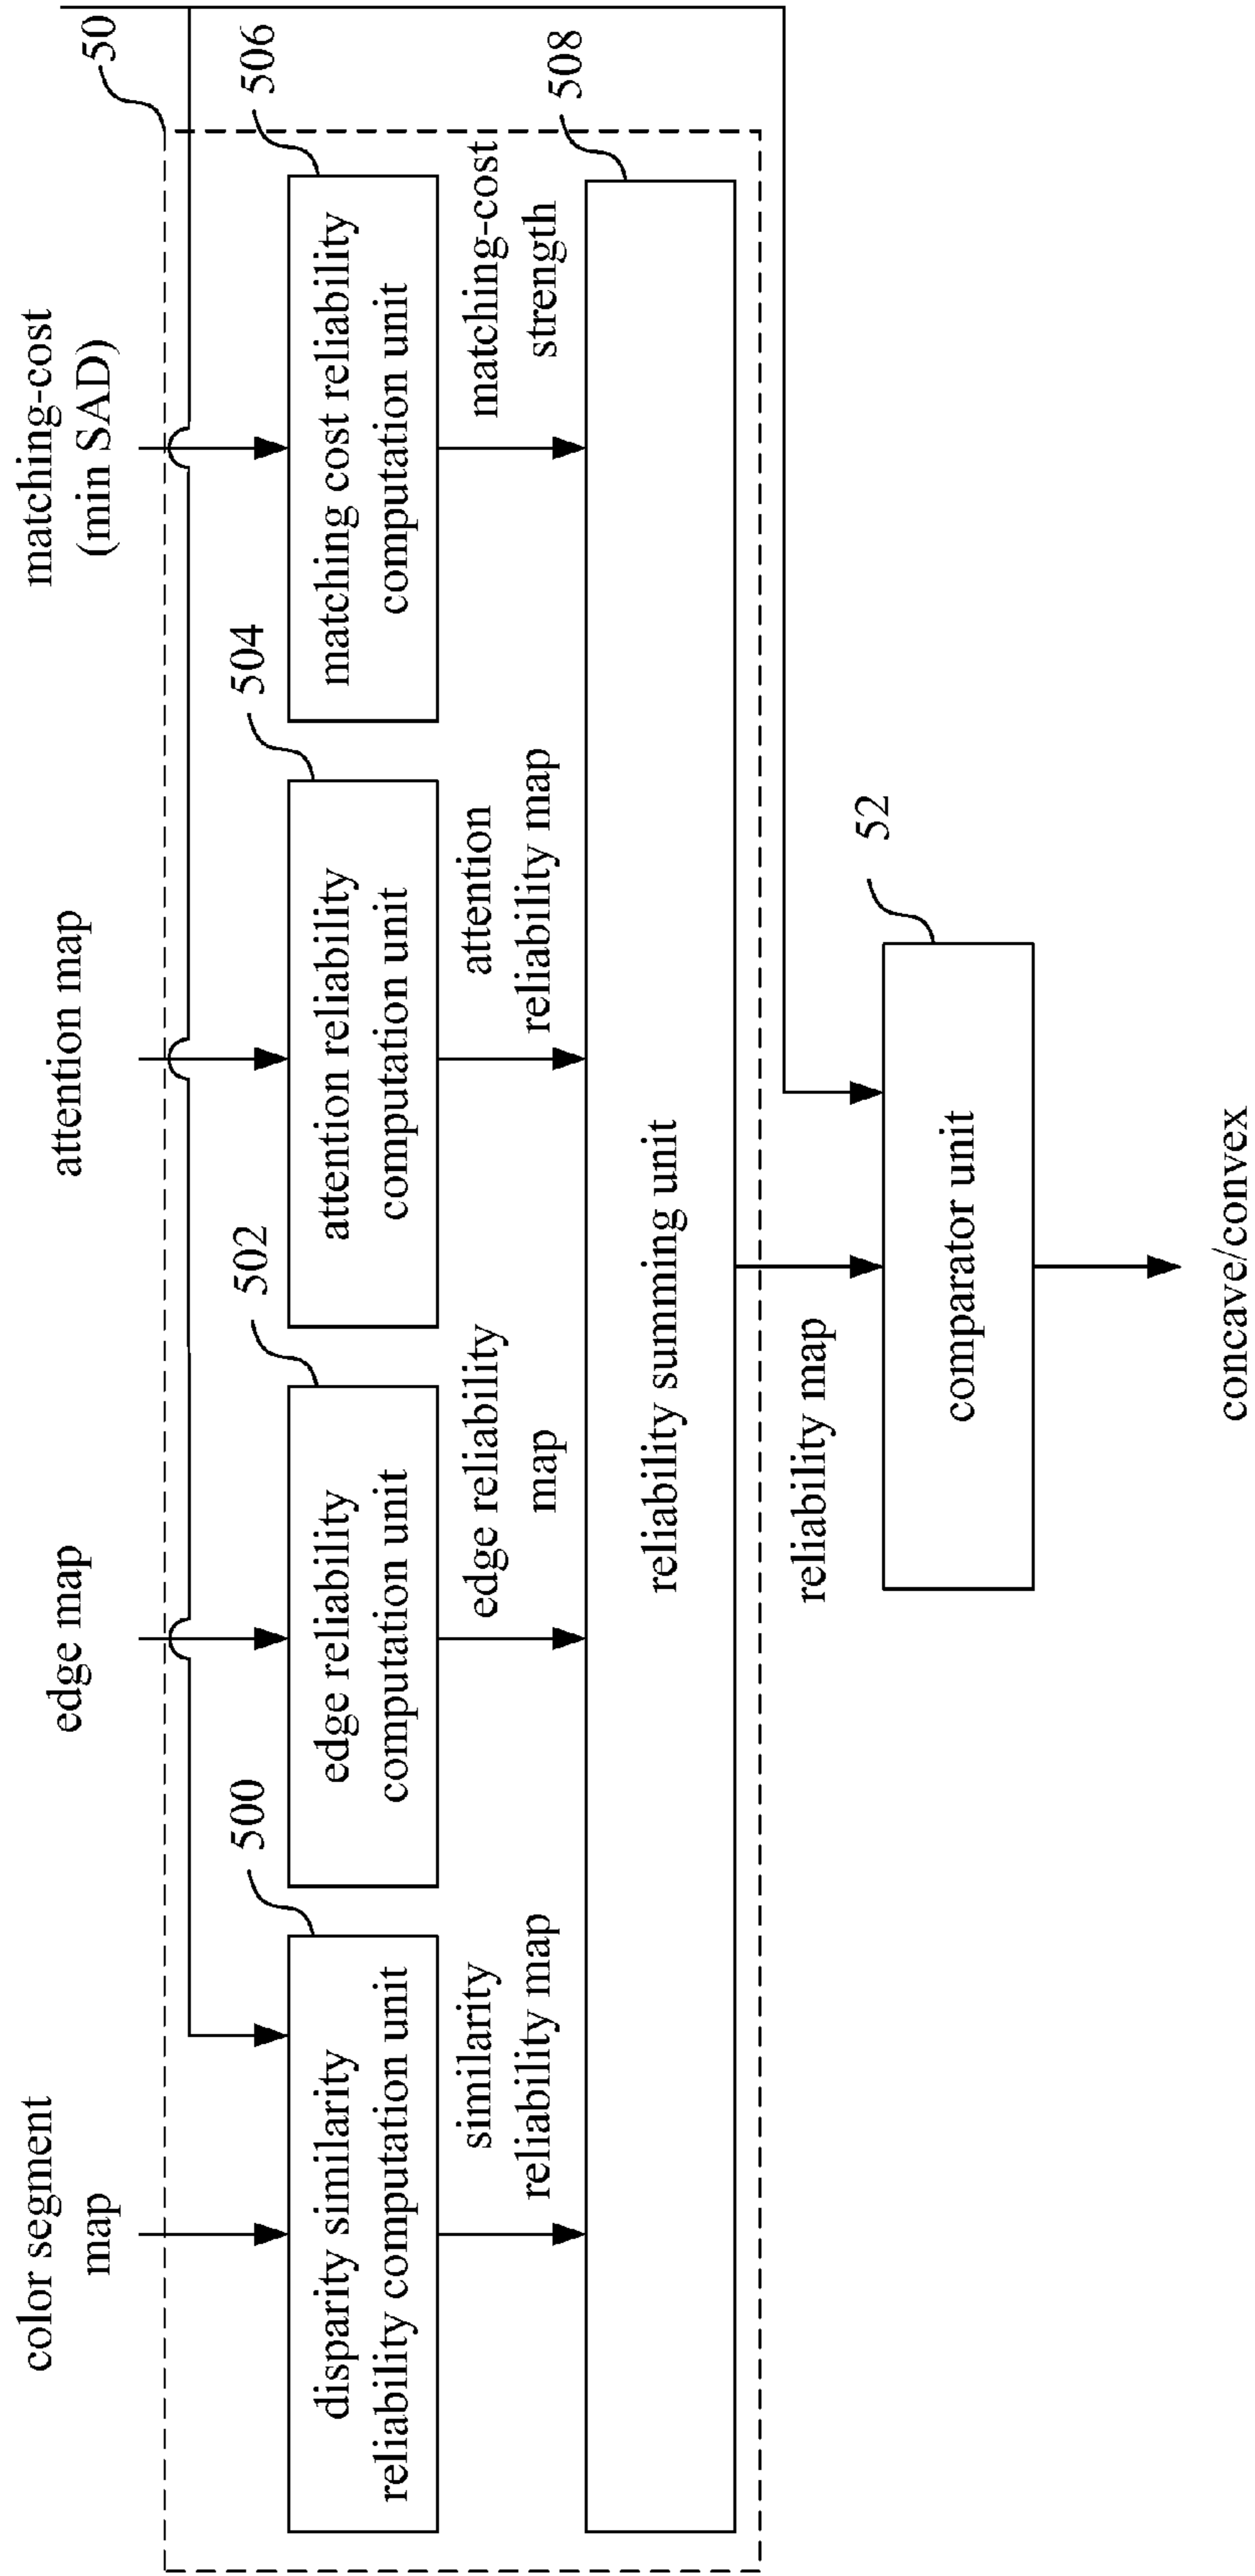 color segment
map
edge map
attention map
matching-cost
(min SAD)
50
500
502
504
506
disparity similarity
reliability computation unit
edge reliability
computation unit
attention reliability
computation unit
matching cost reliability
computation unit
similarity
reliability map
edge reliability
map
attention
reliability map
matching-cost
strength
508
reliability summing unit
reliability map
52
comparator unit
concave/convex